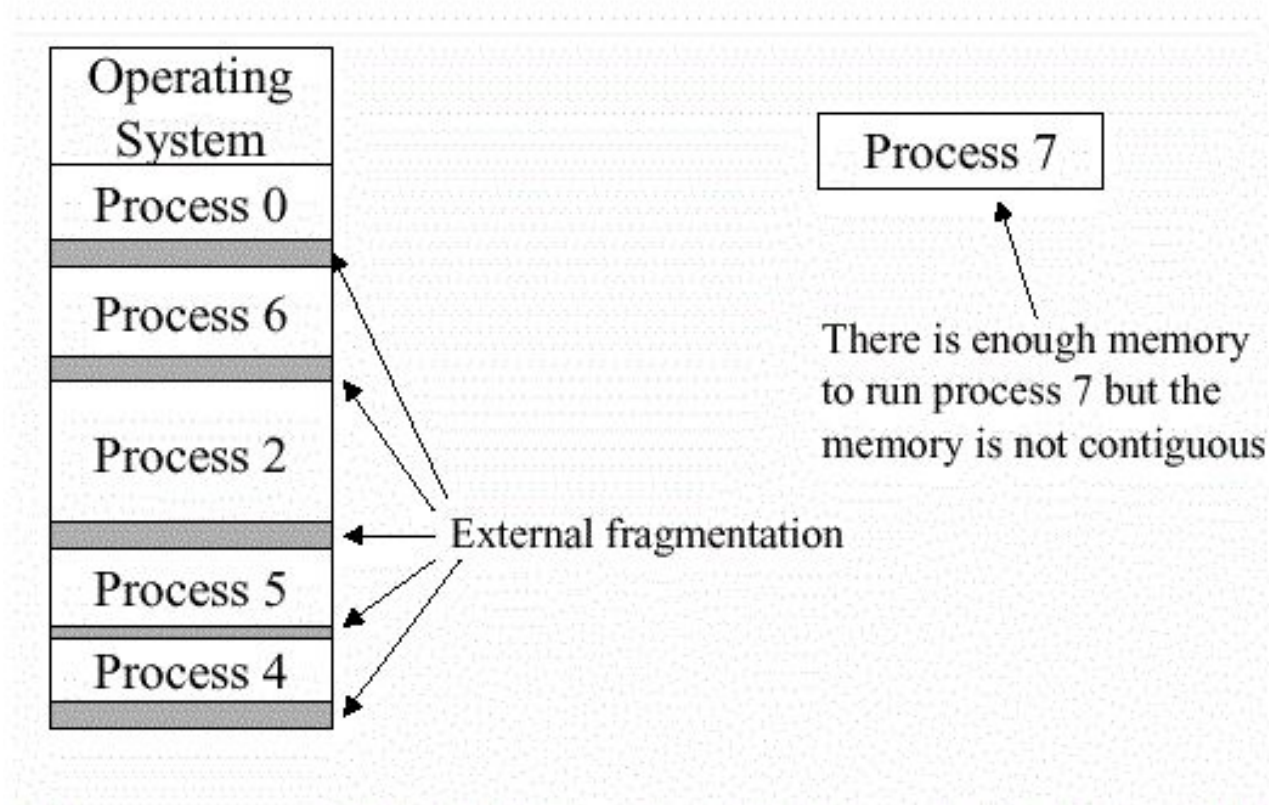 Operating
System
Process 0
Process 6
Process 2
Process 5
Process 4
External fragmentation
Process 7
There is enough memory
to run process 7 but the
memory is not contiguous